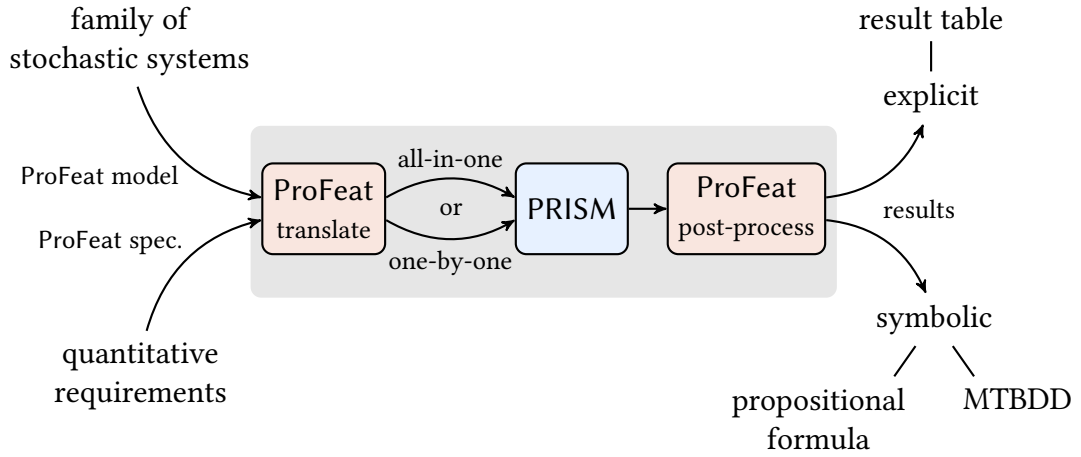 family of
stochastic systems
ProFeat model
ProFeat spec.
quantitative
requirements
ProFeat
translate
all-in-one
or
one-by-one
PRISM
ProFeat
post-process
result table
explicit
results
symbolic
propositional
formula
MTBDD